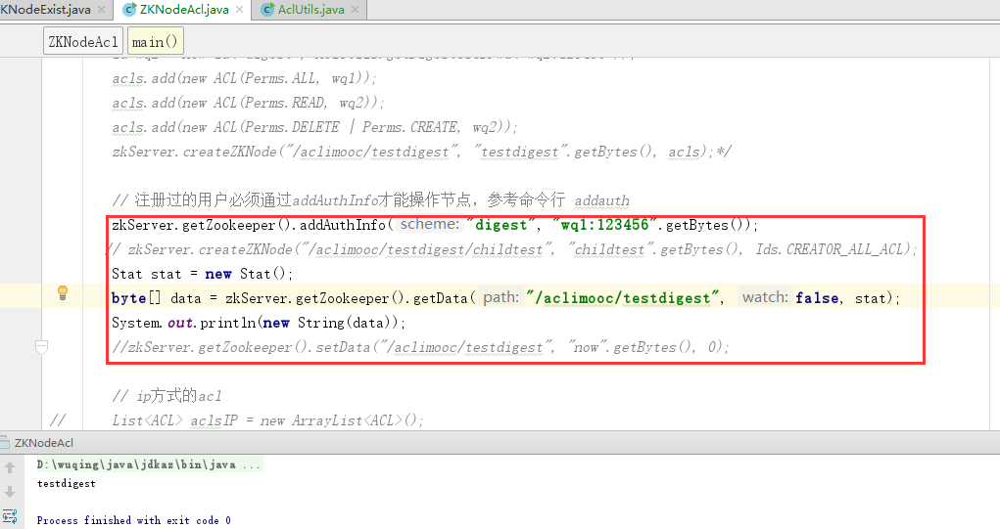 KNodeExist.java
ZKNodeAcl.java
AclUtils.java
ZKNodeAcl
main()
acls.add(new ACL(Perms.ALL, wq1));
acls.add(new ACL(Perms.READ, wq2));
acls.add(new ACL(Perms.DELETE | Perms.CREATE, wq2));
zkServer.createZKNode("/aclimooc/testdigest", "testdigest".getBytes(), acls);*/
// 注册过的用户必须通过addAuthInfo才能操作节点，参考命令行 addauth
zkServer.getZookeeper().addAuthInfo( scheme: "digest", "wq1:123456".getBytes());
// zkServer.createZKNode("/aclimooc/testdigest/childtest", "childtest".getBytes(), Ids.CREATOR_ALL_ACL);
Stat stat = new Stat();
byte[] data = zkServer.getZookeeper().getData( path: "/aclimooc/testdigest", watch: false, stat);
System.out.println(new String(data));
//zkServer.getZookeeper().setData("/aclimooc/testdigest", "now".getBytes(), 0);
// ip方式的acl
// List<ACL> aclsIP = new ArrayList<ACL>();
ZKNodeAcl
D:\wuqing\java\jdkaz\bin\java ...
testdigest
Process finished with exit code 0